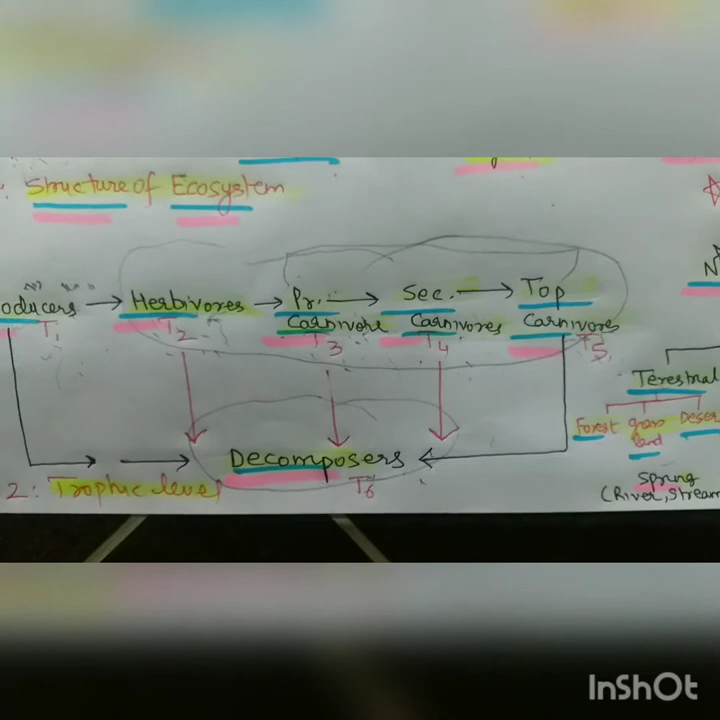 : Structure of Ecosystem
oducers → Herbivores → Pr. → Sec. → Top
Carnivore Carnivores Carnivores
T1 T2 T3 T4 T5
Terestrial
Forest grass Deser
land
Decomposers
T6
2: Trophic level
Spring
(River, Stream
InShOt